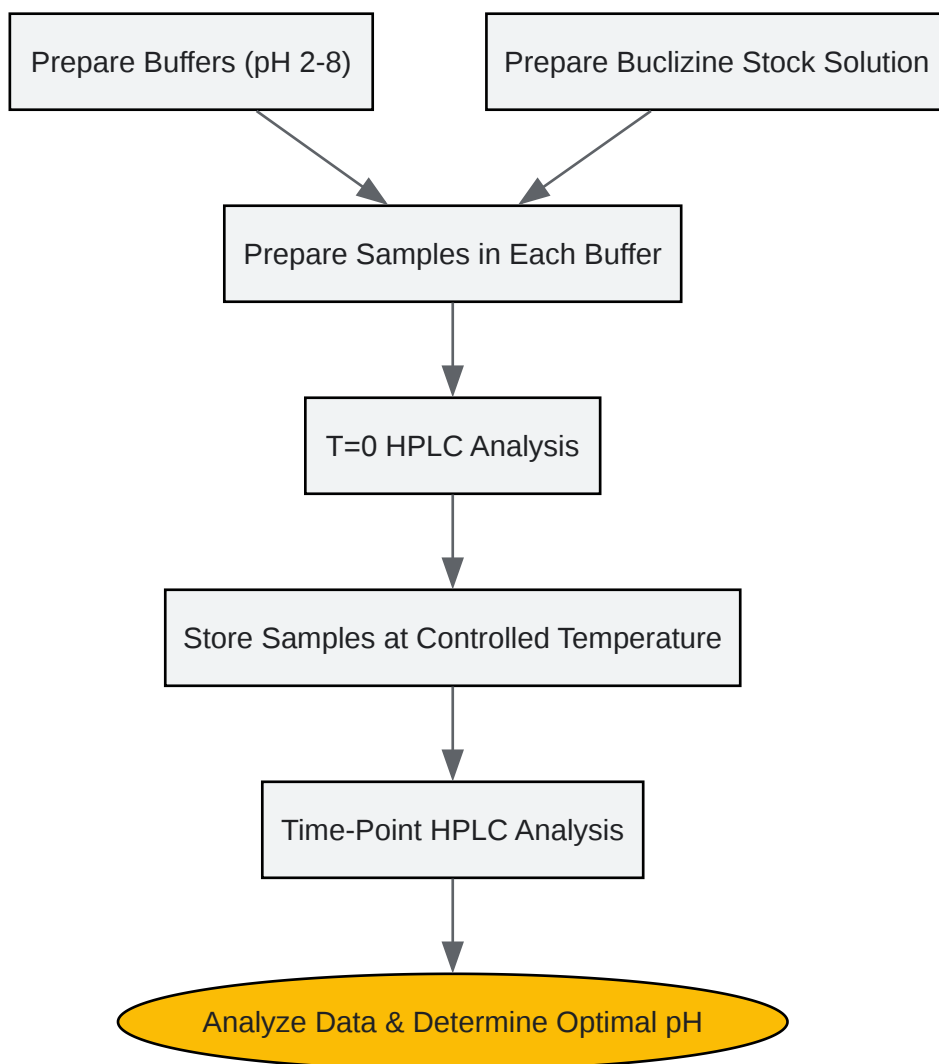 Prepare Buffers (pH 2-8)
Prepare Buclizine Stock Solution
Prepare Samples in Each Buffer
T=0 HPLC Analysis
Store Samples at Controlled Temperature
Time-Point HPLC Analysis
Analyze Data & Determine Optimal pH